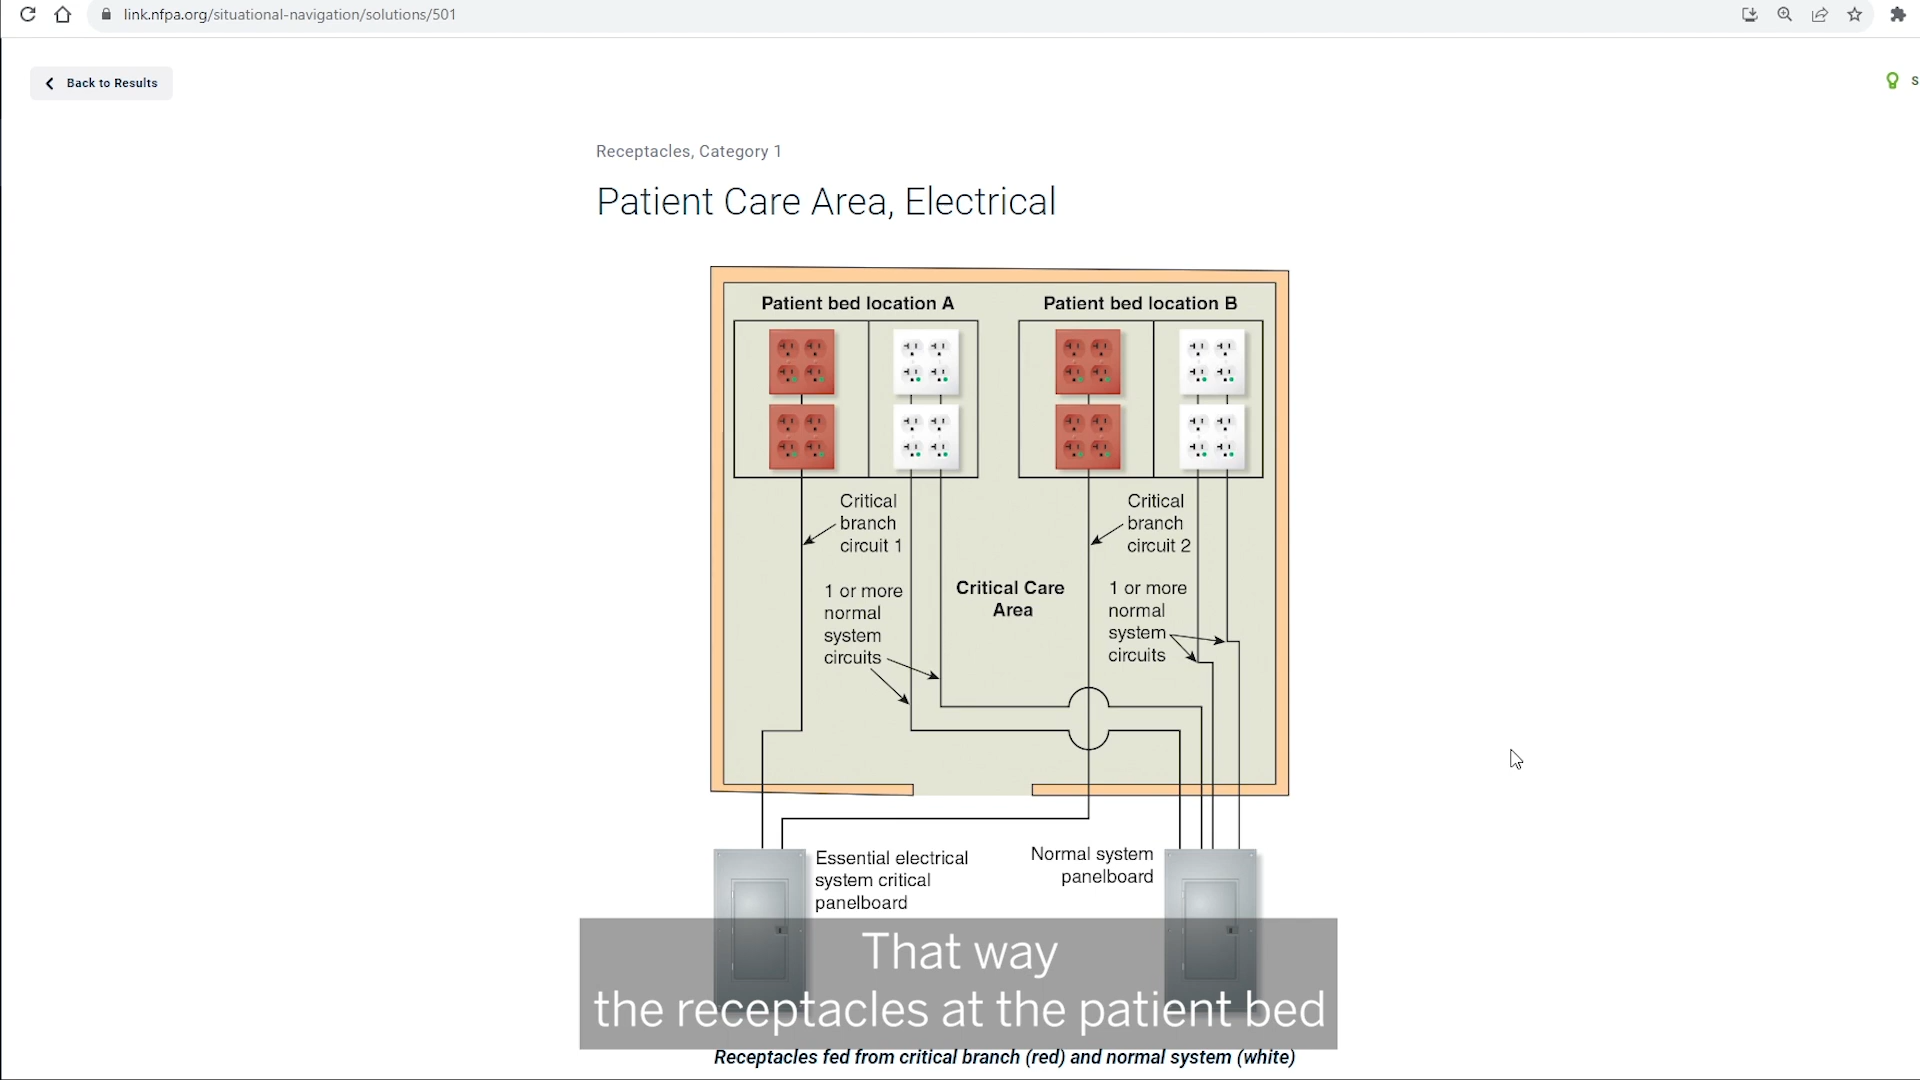 link.nfpa.org/situational-navigation/solutions/501
Back to Results
S
Receptacles, Category 1
Patient Care Area, Electrical
Patient bed location A
Patient bed location B
Critical
branch
circuit 1
Critical
branch
circuit 2
1 or more
normal
system
circuits
Critical Care
Area
1 or more
normal
system
circuits
Essential electrical
system critical
panelboard
Normal system
panelboard
That way
the receptacles at the patient bed
Receptacles fed from critical branch (red) and normal system (white)